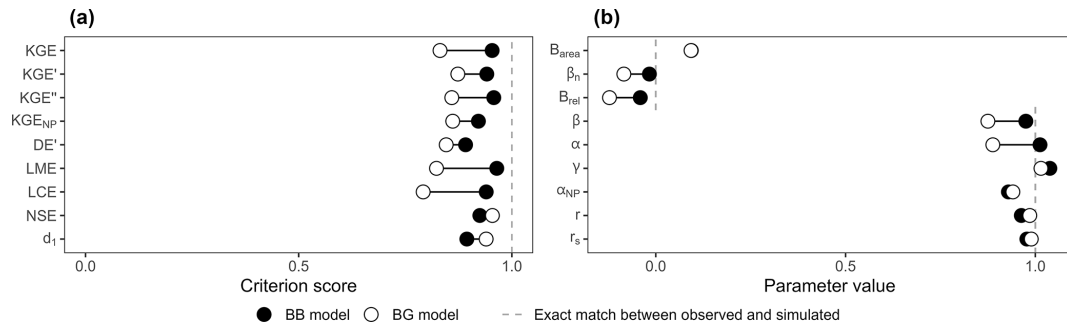 (a)
KGE
KGE'
KGE"
KGE_NP
DE'
LME
LCE
NSE
d₁
0.0 0.5 1.0
Criterion score
(b)
B_area
β_n
B_rel
β
α
γ
α_NP
r
r_s
0.0 0.5 1.0
Parameter value
BB model BG model Exact match between observed and simulated